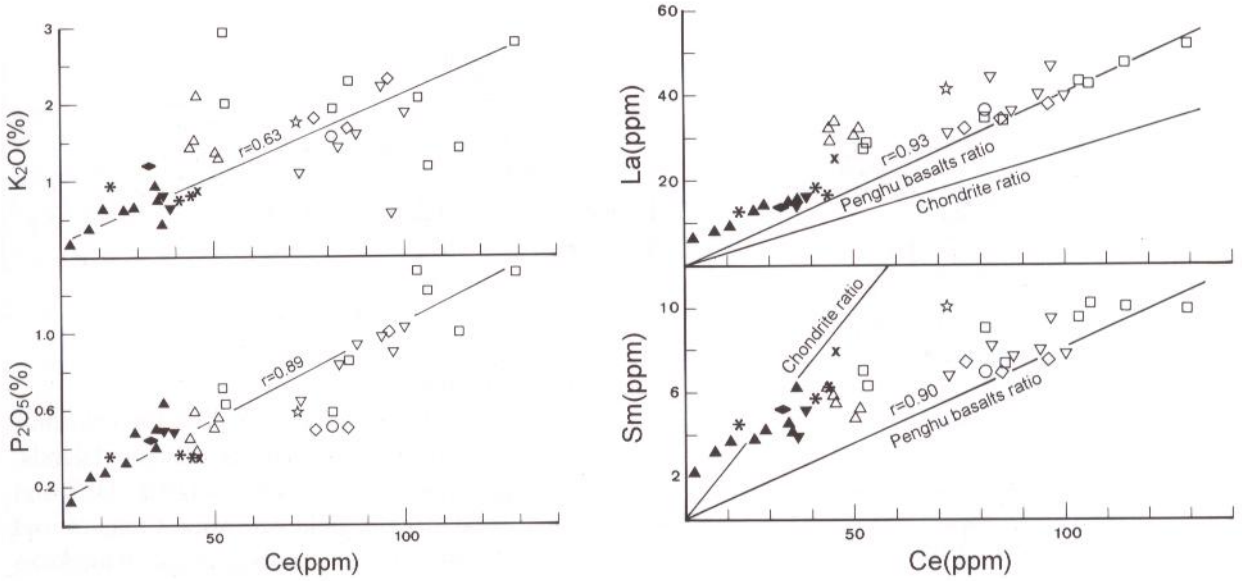 3
2
1
K₂O(%)
r=0.63
1.0
0.6
0.2
P₂O₅(%)
r=0.89
50
100
Ce(ppm)
60
40
20
La(ppm)
r=0.93
Penghu basalts ratio
Chondrite ratio
10
6
2
Sm(ppm)
Chondrite ratio
r=0.90
Penghu basalts ratio
50
100
Ce(ppm)